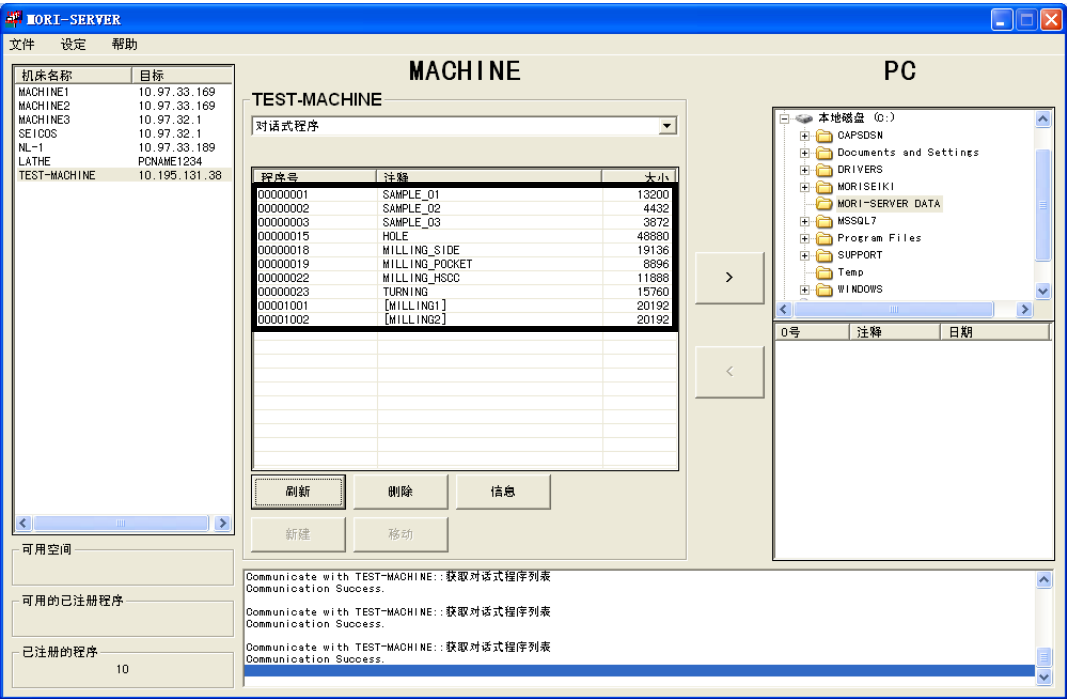 MORI-SERVER
文件 设定 帮助
机床名称 目标
MACHINE1 10.97.33.169
MACHINE2 10.97.33.169
MACHINE3 10.97.32.1
SEICOS 10.97.32.1
NL-1 10.97.33.189
LATHE PCNAME1234
TEST-MACHINE 10.195.131.38
可用空间
可用的已注册程序
已注册的程序
10
MACHINE
TEST-MACHINE
对话式程序
程序号 注释 大小
00000001 SAMPLE_01 13200
00000002 SAMPLE_02 4432
00000003 SAMPLE_03 3872
00000015 HOLE 48880
00000018 MILLING_SIDE 19136
00000019 MILLING_POCKET 8896
00000022 MILLING_HSCC 11888
00000023 TURNING 15760
00001001 [MILLING1] 20192
00001002 [MILLING2] 20192
刷新 删除 信息
新建 移动
>
<
PC
本地磁盘 (C:)
CAPSDSN
Documents and Settings
DRIVERS
MORISEIKI
MORI-SERVER DATA
MSSQL7
Program Files
SUPPORT
Temp
WINDOWS
O号 注释 日期
Communicate with TEST-MACHINE::获取对话式程序列表
Communication Success.
Communicate with TEST-MACHINE::获取对话式程序列表
Communication Success.
Communicate with TEST-MACHINE::获取对话式程序列表
Communication Success.